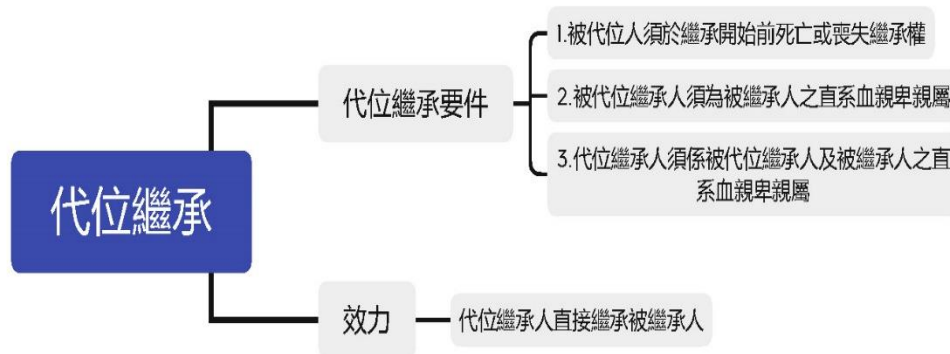 代位繼承
代位繼承要件
1.被代位人須於繼承開始前死亡或喪失繼承權
2.被代位繼承人須為被繼承人之直系血親卑親屬
3.代位繼承人須係被代位繼承人及被繼承人之直
系血親卑親屬
效力
代位繼承人直接繼承被繼承人